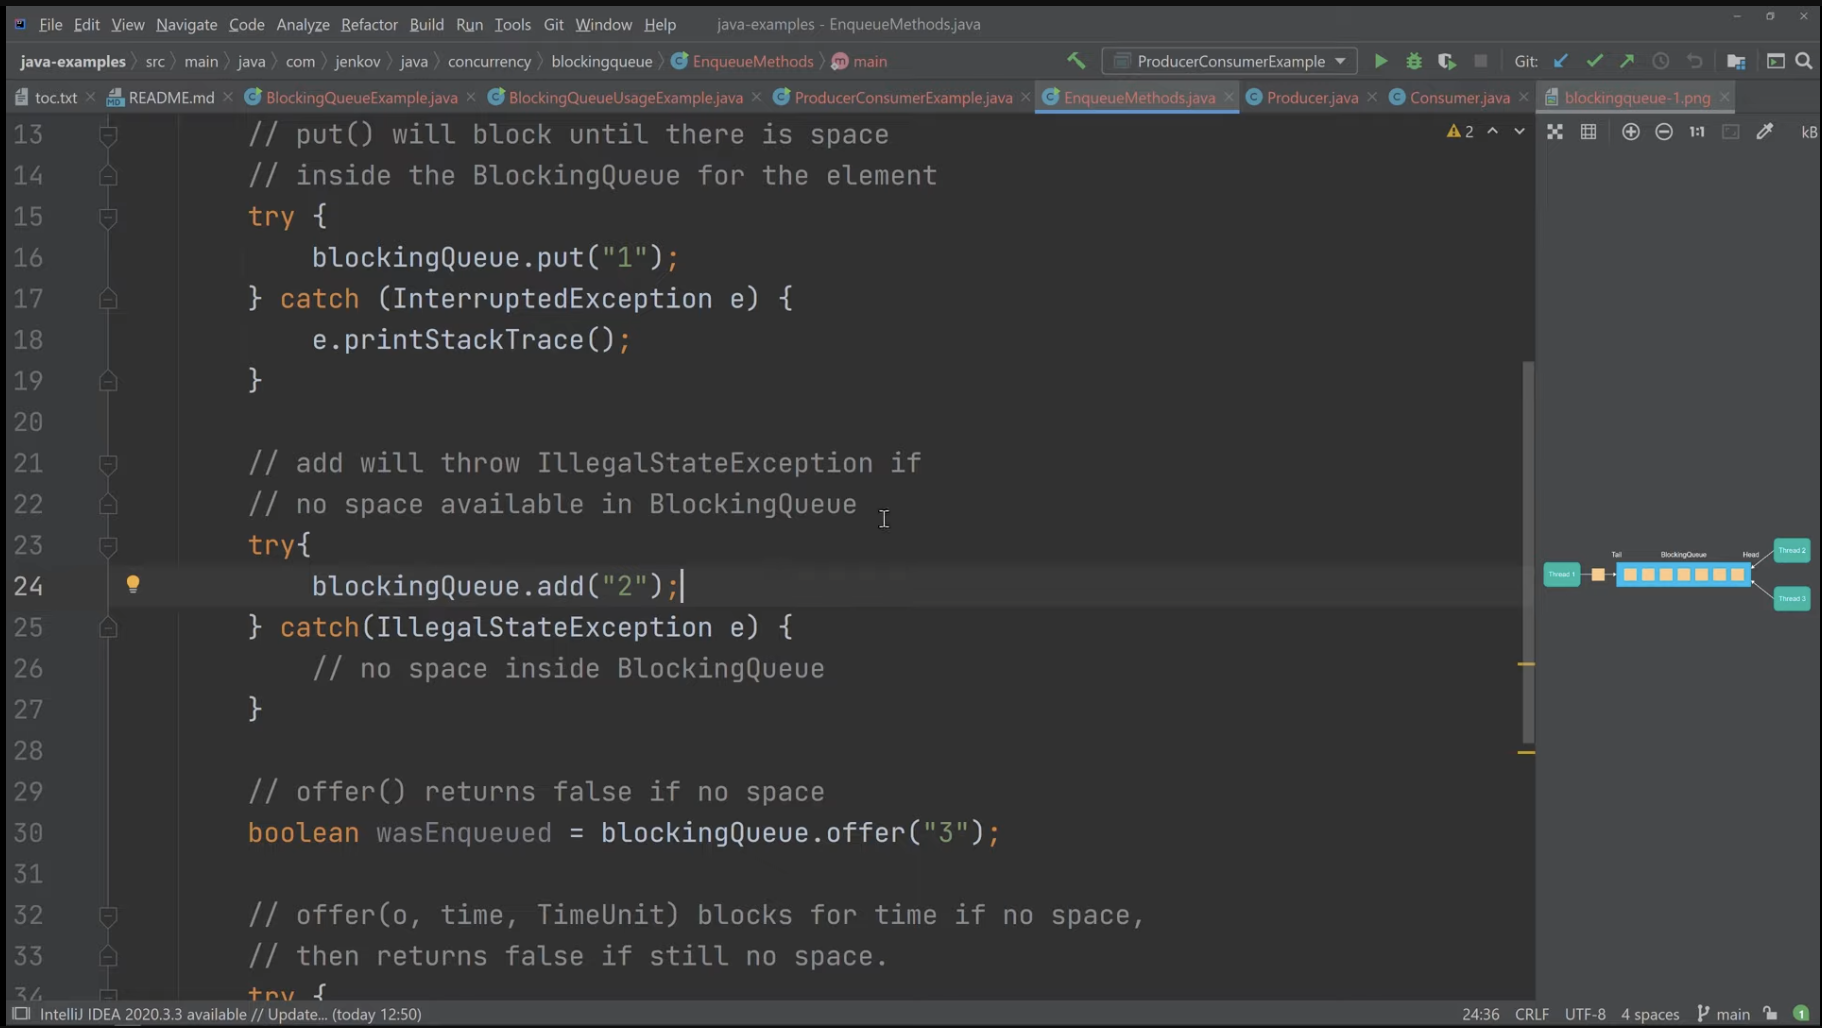 File Edit View Navigate Code Analyze Refactor Build Run Tools Git Window Help java-examples - EnqueueMethods.java
java-examples src main java com jenkov java concurrency blockingqueue EnqueueMethods main ProducerConsumerExample Git:
toc.txt README.md BlockingQueueExample.java BlockingQueueUsageExample.java ProducerConsumerExample.java EnqueueMethods.java Producer.java Consumer.java blockingqueue-1.png
2 1:1 kB
13 // put() will block until there is space
14 // inside the BlockingQueue for the element
15 try {
16 blockingQueue.put("1");
17 } catch (InterruptedException e) {
18 e.printStackTrace();
19 }
20
21 // add will throw IllegalStateException if
22 // no space available in BlockingQueue
23 try{
24 blockingQueue.add("2");
25 } catch(IllegalStateException e) {
26 // no space inside BlockingQueue
27 }
28
29 // offer() returns false if no space
30 boolean wasEnqueued = blockingQueue.offer("3");
31
32 // offer(o, time, TimeUnit) blocks for time if no space,
33 // then returns false if still no space.
34 try {
Tail BlockingQueue Head
Thread 1
Thread 2
Thread 3
IntelliJ IDEA 2020.3.3 available // Update... (today 12:50) 24:36 CRLF UTF-8 4 spaces main 1